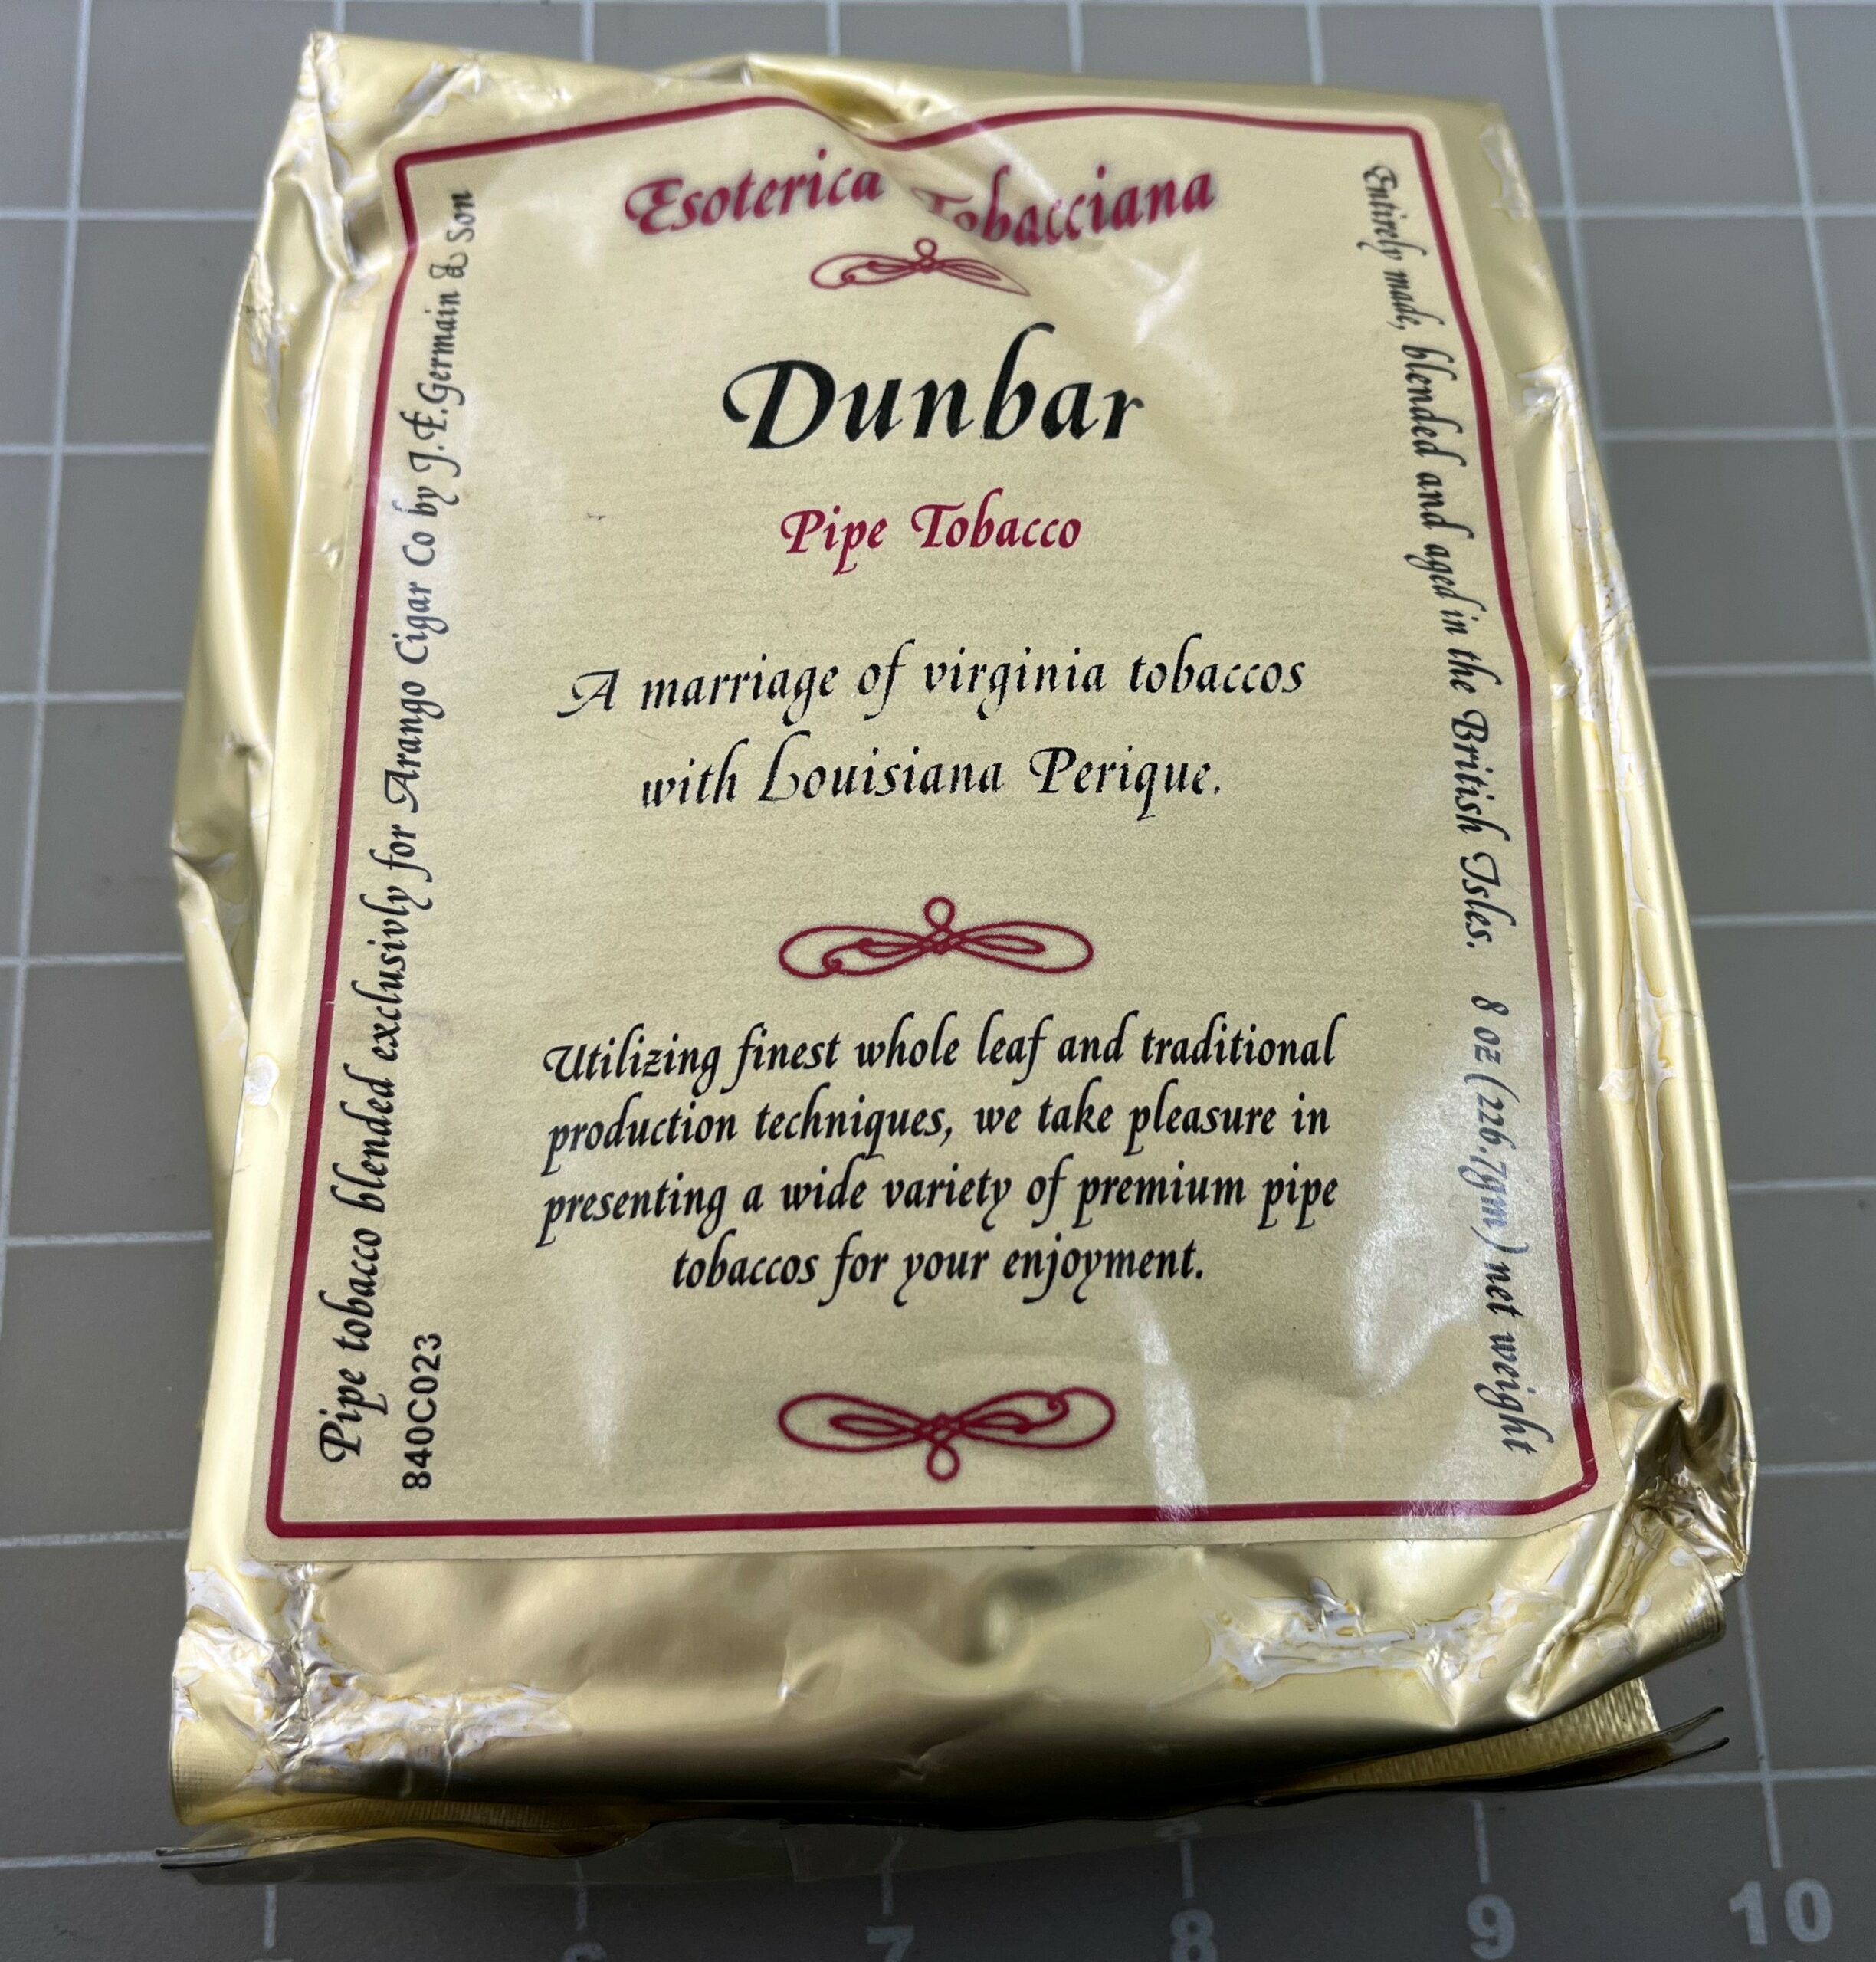 Esoterica Tobacciana
Dunbar
Pipe Tobacco
A marriage of virginia tobaccos
with Louisiana Perique.
Utilizing finest whole leaf and traditional
production techniques, we take pleasure in
presenting a wide variety of premium pipe
tobaccos for your enjoyment.
Pipe tobacco blended exclusivly for Arango Cigar Co by J.F.Germain & Son
840C023
Entirely made, blended and aged in the British Isles. 8 oz (226.7gm) net weight
7
8
9
10